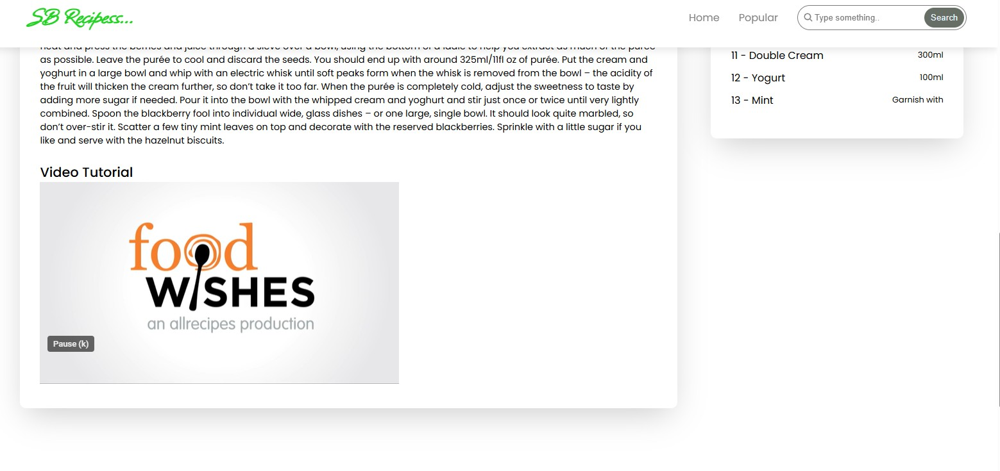 SB Recipess...
Home
Popular
Type something..
Search
heat and press the berries and juice through a sieve over a bowl, using the bottom of a ladle to help you extract as much of the purée
as possible. Leave the purée to cool and discard the seeds. You should end up with around 325ml/11fl oz of purée. Put the cream and
yoghurt in a large bowl and whip with an electric whisk until soft peaks form when the whisk is removed from the bowl – the acidity of
the fruit will thicken the cream further, so don’t take it too far. When the purée is completely cold, adjust the sweetness to taste by
adding more sugar if needed. Pour it into the bowl with the whipped cream and yoghurt and stir just once or twice until very lightly
combined. Spoon the blackberry fool into individual wide, glass dishes – or one large, single bowl. It should look quite marbled, so
don’t over-stir it. Scatter a few tiny mint leaves on top and decorate with the reserved blackberries. Sprinkle with a little sugar if you
like and serve with the hazelnut biscuits.
Video Tutorial
food
WISHES
an allrecipes production
Pause (k)
11 - Double Cream 300ml
12 - Yogurt 100ml
13 - Mint Garnish with